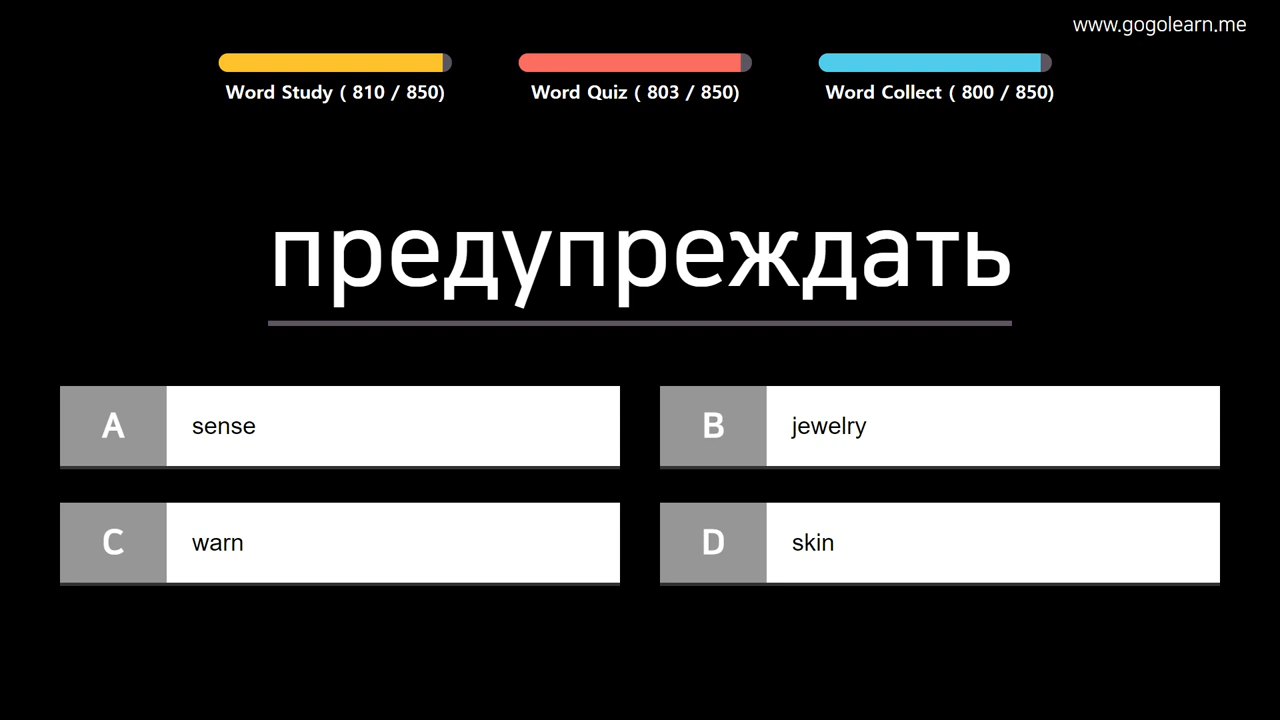 www.gogolearn.me
Word Study ( 810 / 850)
Word Quiz ( 803 / 850)
Word Collect ( 800 / 850)
предупреждать
A sense
B jewelry
C warn
D skin